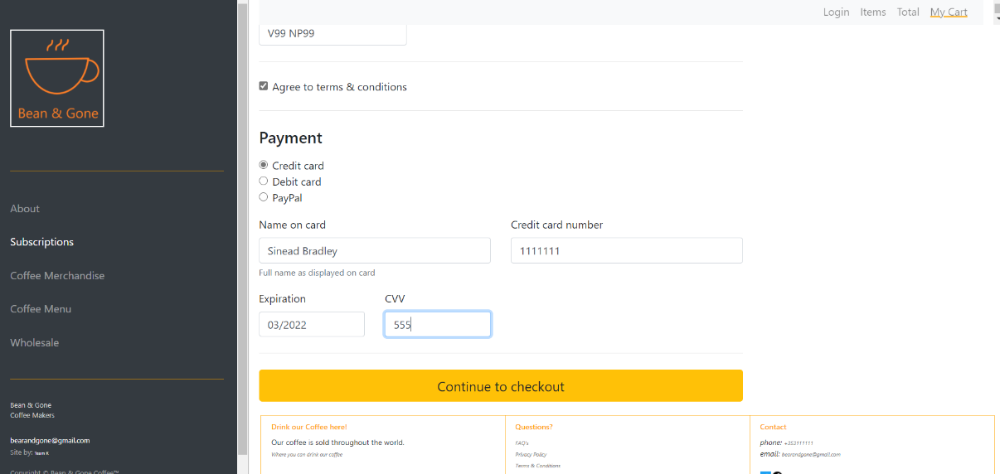 Login Items Total My Cart
Bean & Gone
About
Subscriptions
Coffee Merchandise
Coffee Menu
Wholesale
Bean & Gone
Coffee Makers
bearandgone@gmail.com
Site by: Team K
Copyright © Bean & Gone Coffee™
V99 NP99
Agree to terms & conditions
Payment
Credit card
Debit card
PayPal
Name on card
Credit card number
Sinead Bradley
1111111
Full name as displayed on card
Expiration
CVV
03/2022
555
Continue to checkout
Drink our Coffee here!
Our coffee is sold throughout the world.
Where you can drink our coffee
Questions?
FAQ's
Privacy Policy
Terms & Conditions
Contact
phone: +353111111
email: bearandgone@gmail.com